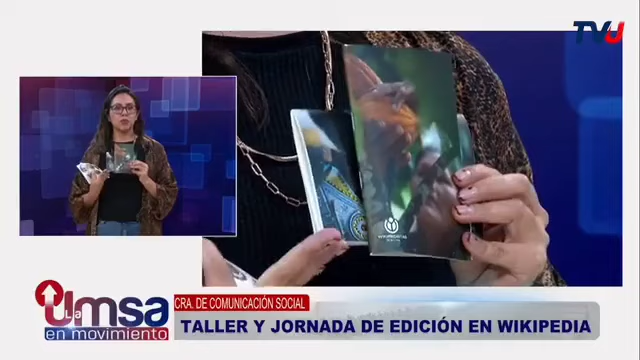 TVU
CRA. DE COMUNICACIÓN SOCIAL
La Umsa
en movimiento
TALLER Y JORNADA DE EDICIÓN EN WIKIPEDIA